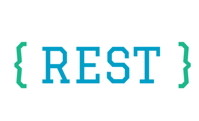 { REST }